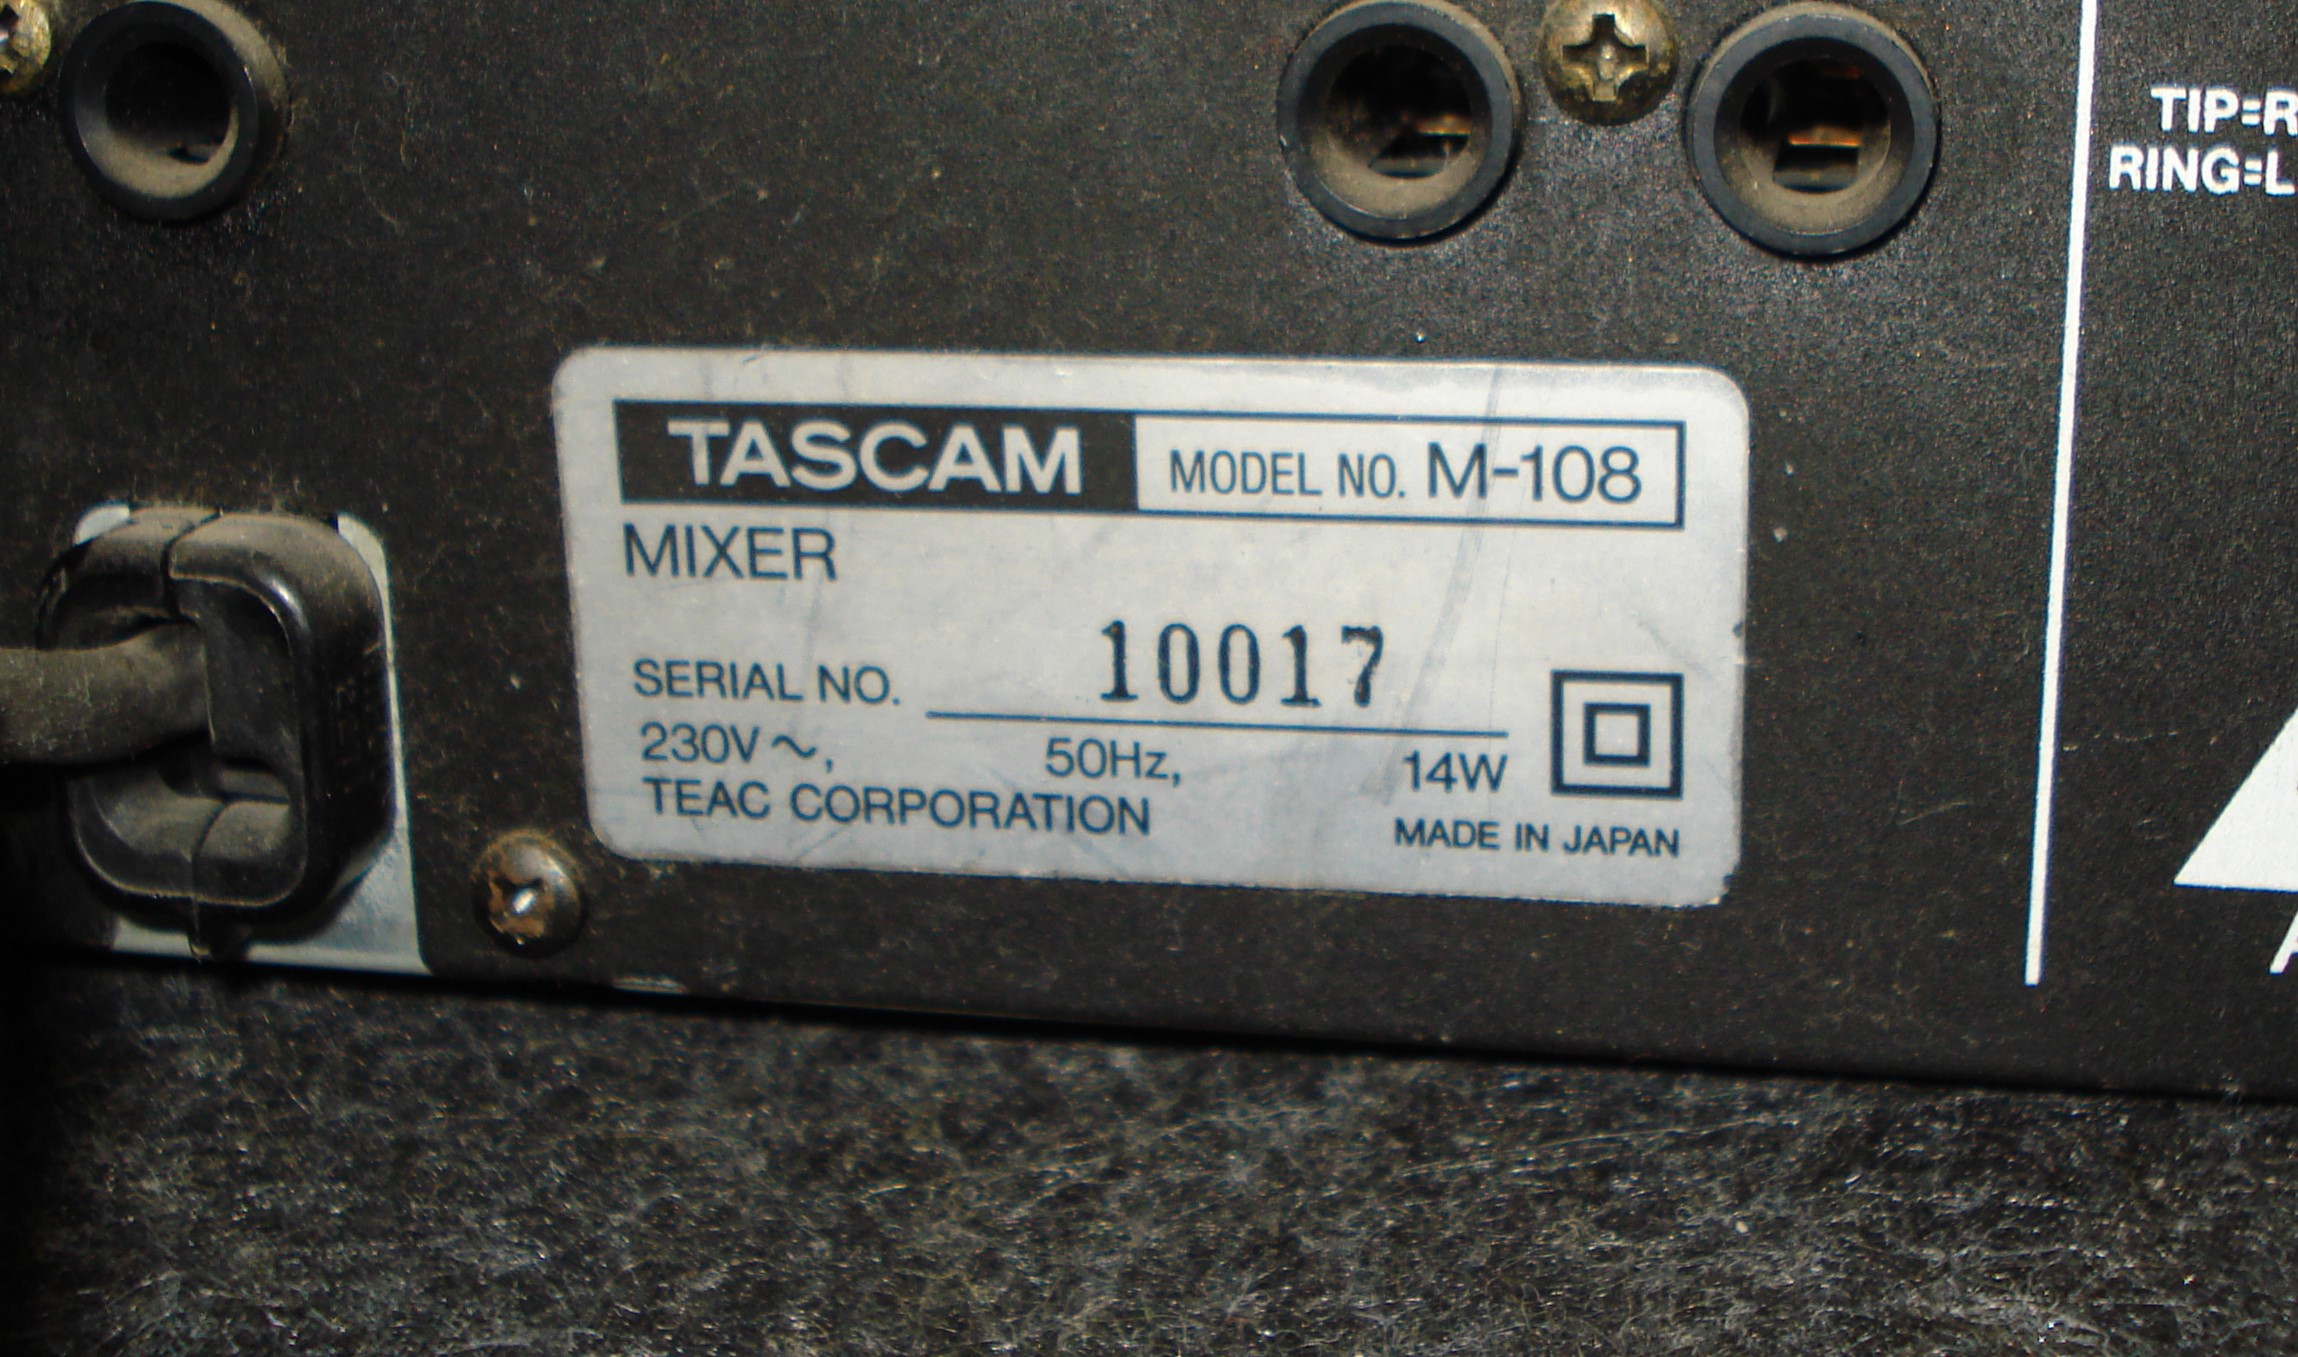 TIP=R
RING=L
TASCAM MODEL NO. M-108
MIXER
SERIAL NO. 10017
230V ~, 50Hz, 14W
TEAC CORPORATION MADE IN JAPAN